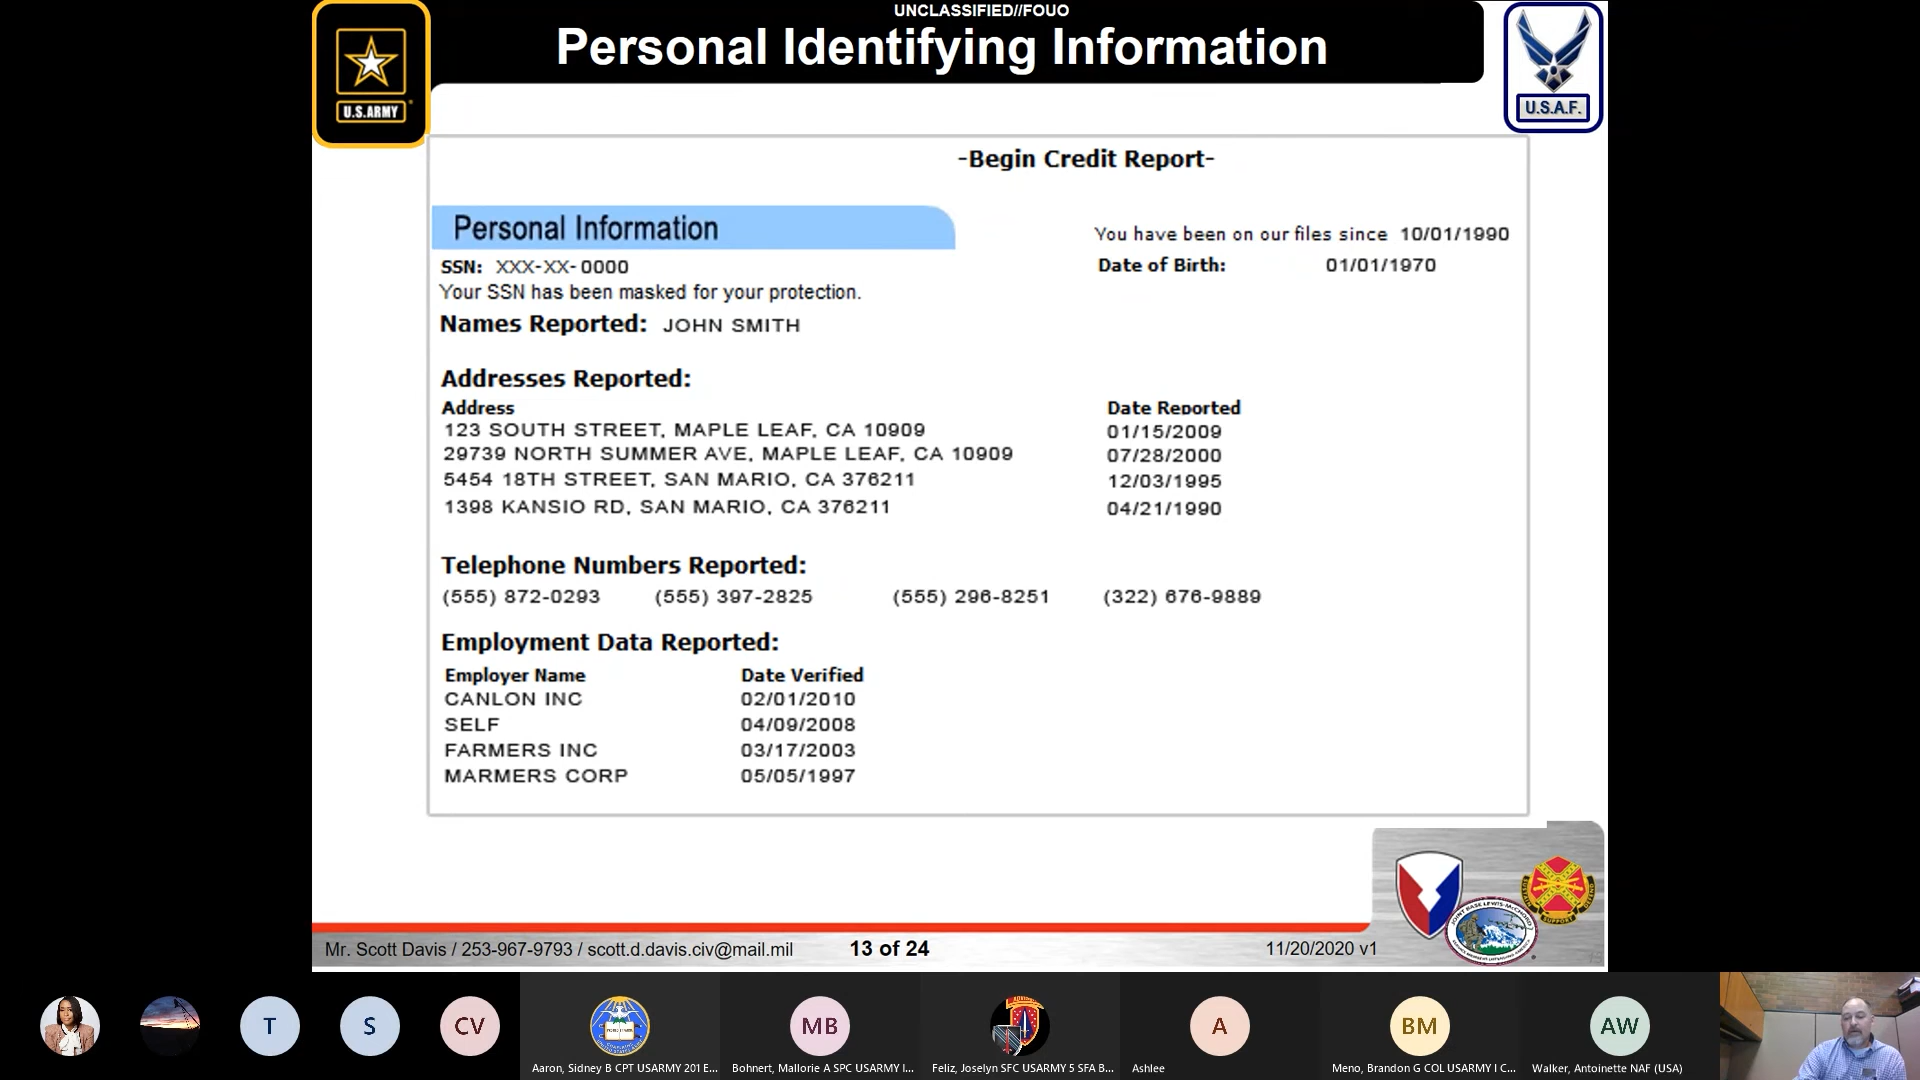 UNCLASSIFIED//FOUO
Personal Identifying Information
U.S.ARMY
U.S.A.F.
-Begin Credit Report-
Personal Information
You have been on our files since 10/01/1990
SSN: XXX-XX-0000
Date of Birth: 01/01/1970
Your SSN has been masked for your protection.
Names Reported: JOHN SMITH
Addresses Reported:
Address Date Reported
123 SOUTH STREET, MAPLE LEAF, CA 10909 01/15/2009
29739 NORTH SUMMER AVE, MAPLE LEAF, CA 10909 07/28/2000
5454 18TH STREET, SAN MARIO, CA 376211 12/03/1995
1398 KANSIO RD, SAN MARIO, CA 376211 04/21/1990
Telephone Numbers Reported:
(555) 872-0293 (555) 397-2825 (555) 296-8251 (322) 676-9889
Employment Data Reported:
Employer Name Date Verified
CANLON INC 02/01/2010
SELF 04/09/2008
FARMERS INC 03/17/2003
MARMERS CORP 05/05/1997
JOINT BASE LEWIS-McCHORD
SUPPORT
Mr. Scott Davis / 253-967-9793 / scott.d.davis.civ@mail.mil 13 of 24 11/20/2020 v1
T S CV MB A BM AW
Aaron, Sidney B CPT USARMY 201 E... Bohnert, Mallorie A SPC USARMY I... Feliz, Joselyn SFC USARMY 5 SFA B... Ashlee Meno, Brandon G COL USARMY I C... Walker, Antoinette NAF (USA)